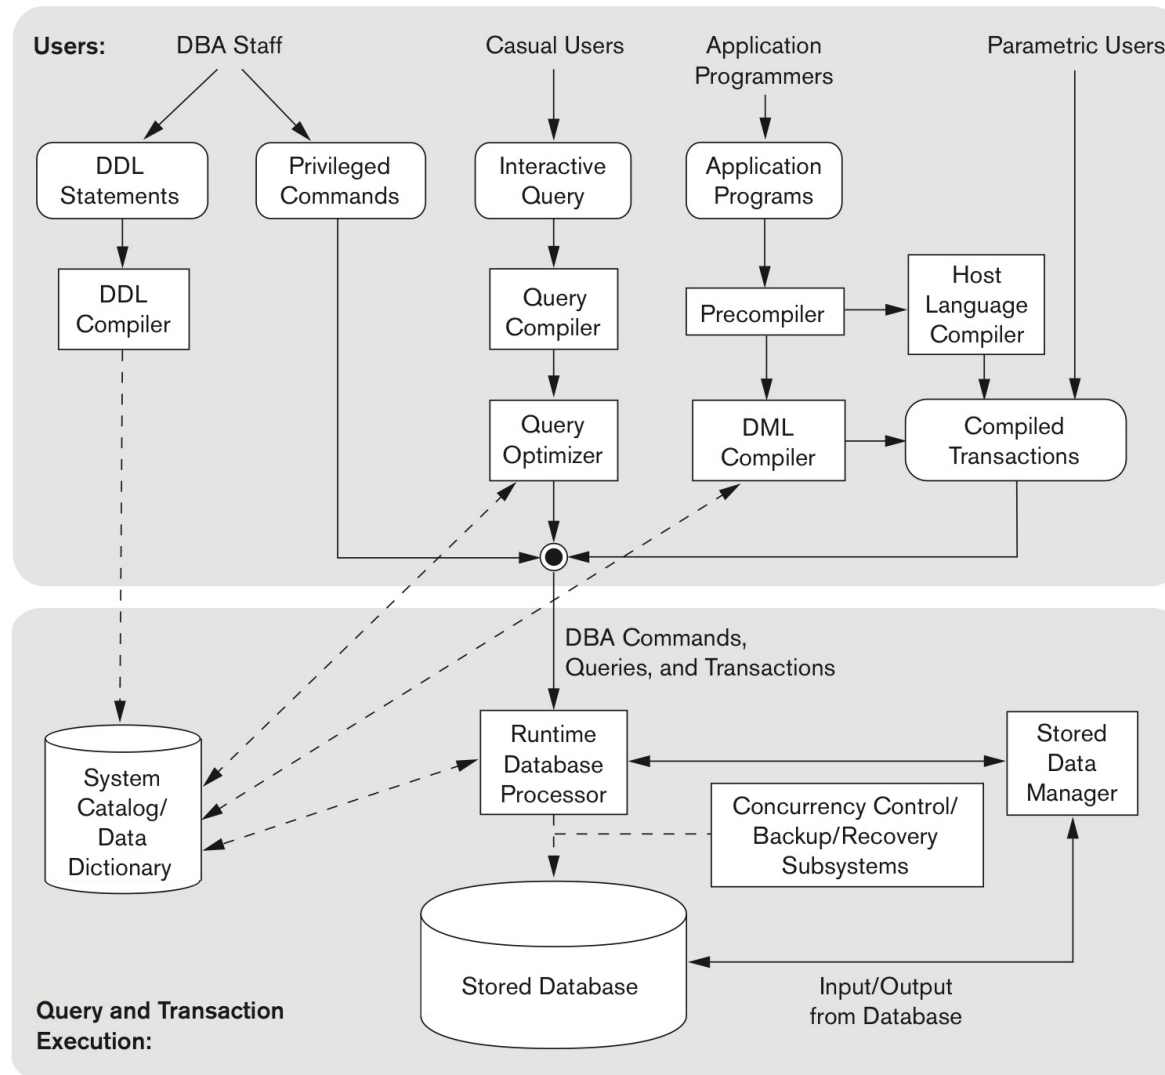 Users:
DBA Staff
Casual Users
Application
Programmers
Parametric Users
DDL
Statements
Privileged
Commands
Interactive
Query
Application
Programs
DDL
Compiler
Query
Compiler
Precompiler
Host
Language
Compiler
Query
Optimizer
DML
Compiler
Compiled
Transactions
DBA Commands,
Queries, and Transactions
System
Catalog/
Data
Dictionary
Runtime
Database
Processor
Stored
Data
Manager
Concurrency Control/
Backup/Recovery
Subsystems
Stored Database
Input/Output
from Database
Query and Transaction
Execution: